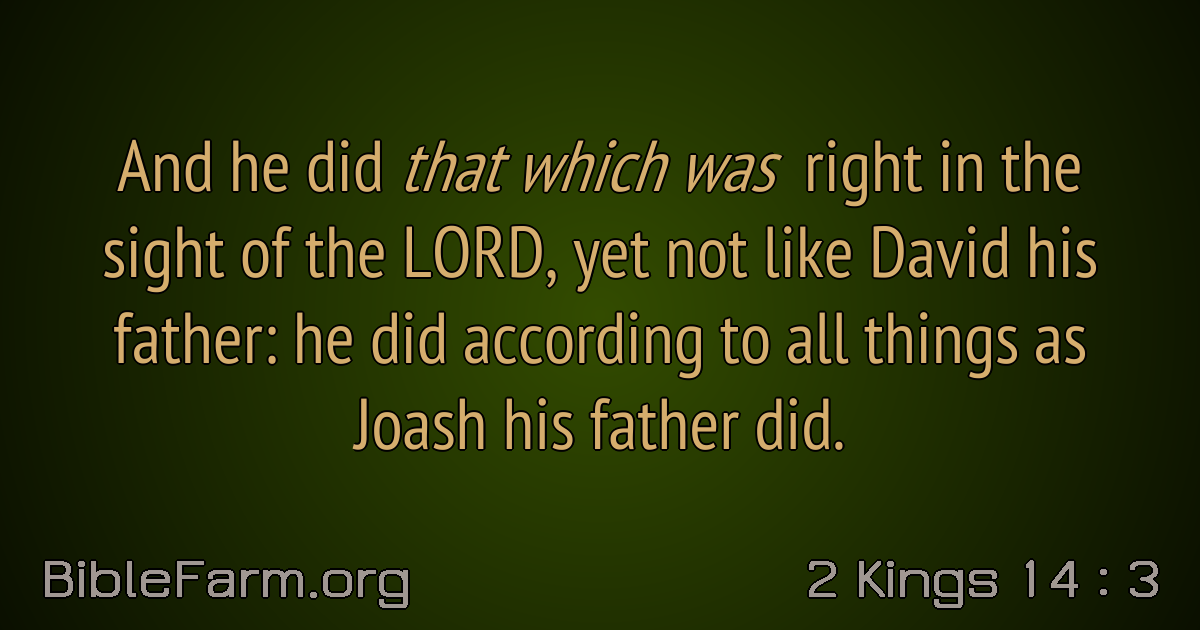 And he did that which was right in the
sight of the LORD, yet not like David his
father: he did according to all things as
Joash his father did.
BibleFarm.org
2 Kings 14 : 3